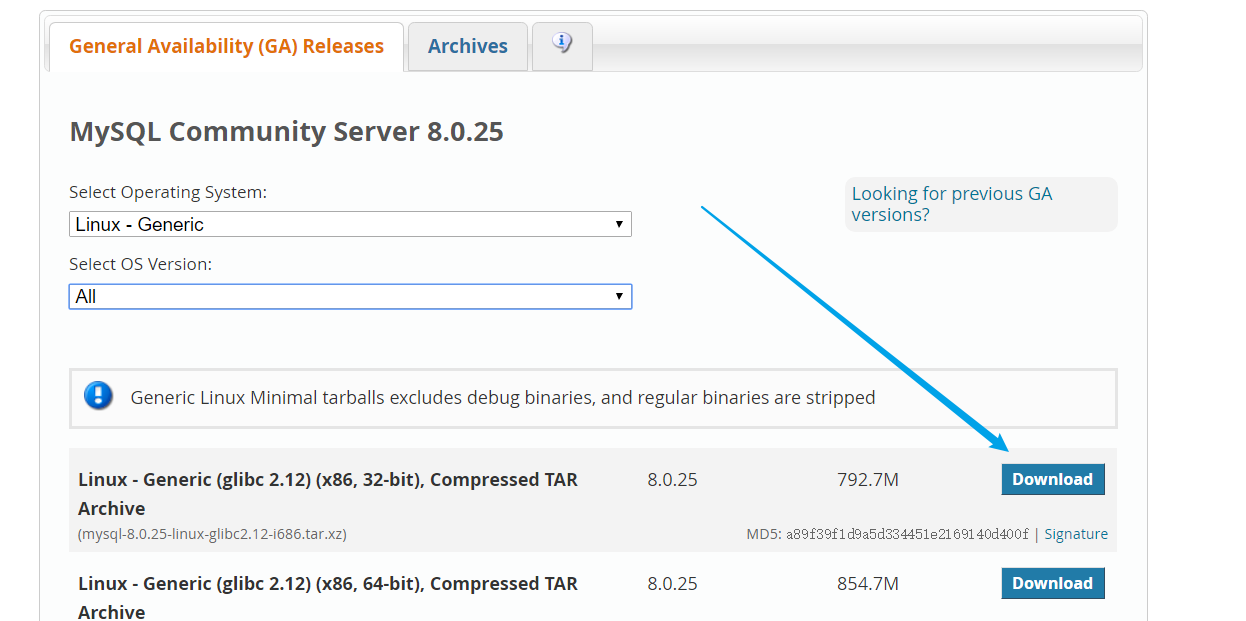 General Availability (GA) Releases
Archives
MySQL Community Server 8.0.25
Select Operating System:
Looking for previous GA
versions?
Linux - Generic
Select OS Version:
All
Generic Linux Minimal tarballs excludes debug binaries, and regular binaries are stripped
Linux - Generic (glibc 2.12) (x86, 32-bit), Compressed TAR 8.0.25 792.7M Download
Archive
(mysql-8.0.25-linux-glibc2.12-i686.tar.xz) MD5: a89f39f1d9a5d334451e2169140d400f | Signature
Linux - Generic (glibc 2.12) (x86, 64-bit), Compressed TAR 8.0.25 854.7M Download
Archive